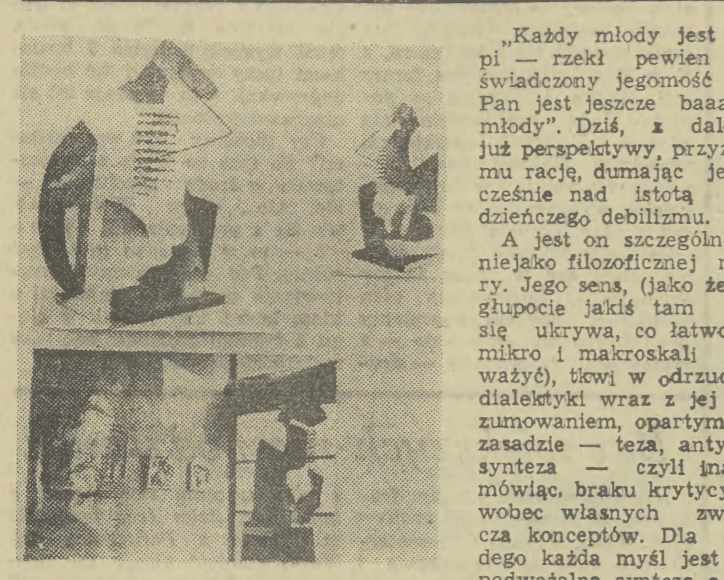 „Każdy młody jest
pi — rzekł pewien
świadczony jegomość
Pan jest jeszcze baaa
młody”. Dziś, z dale
już perspektywy, przyz
mu rację, dumając je
cześnie nad istotą
dzieńczego debilizmu.
A jest on szczególne
niejako filozoficznej n
ry. Jego sens, (jako że
głupocie jakiś tam
się ukrywa, co łatwo
mikro i makroskali
ważyć), tkwi w odrzuc
dialektyki wraz z jej
zumowaniem, opartym
zasadzie — teza, anty
synteza — czyli ina
mówiąc, braku krytycy
wobec własnych zw
cza konceptów. Dla
dego każda myśl jest